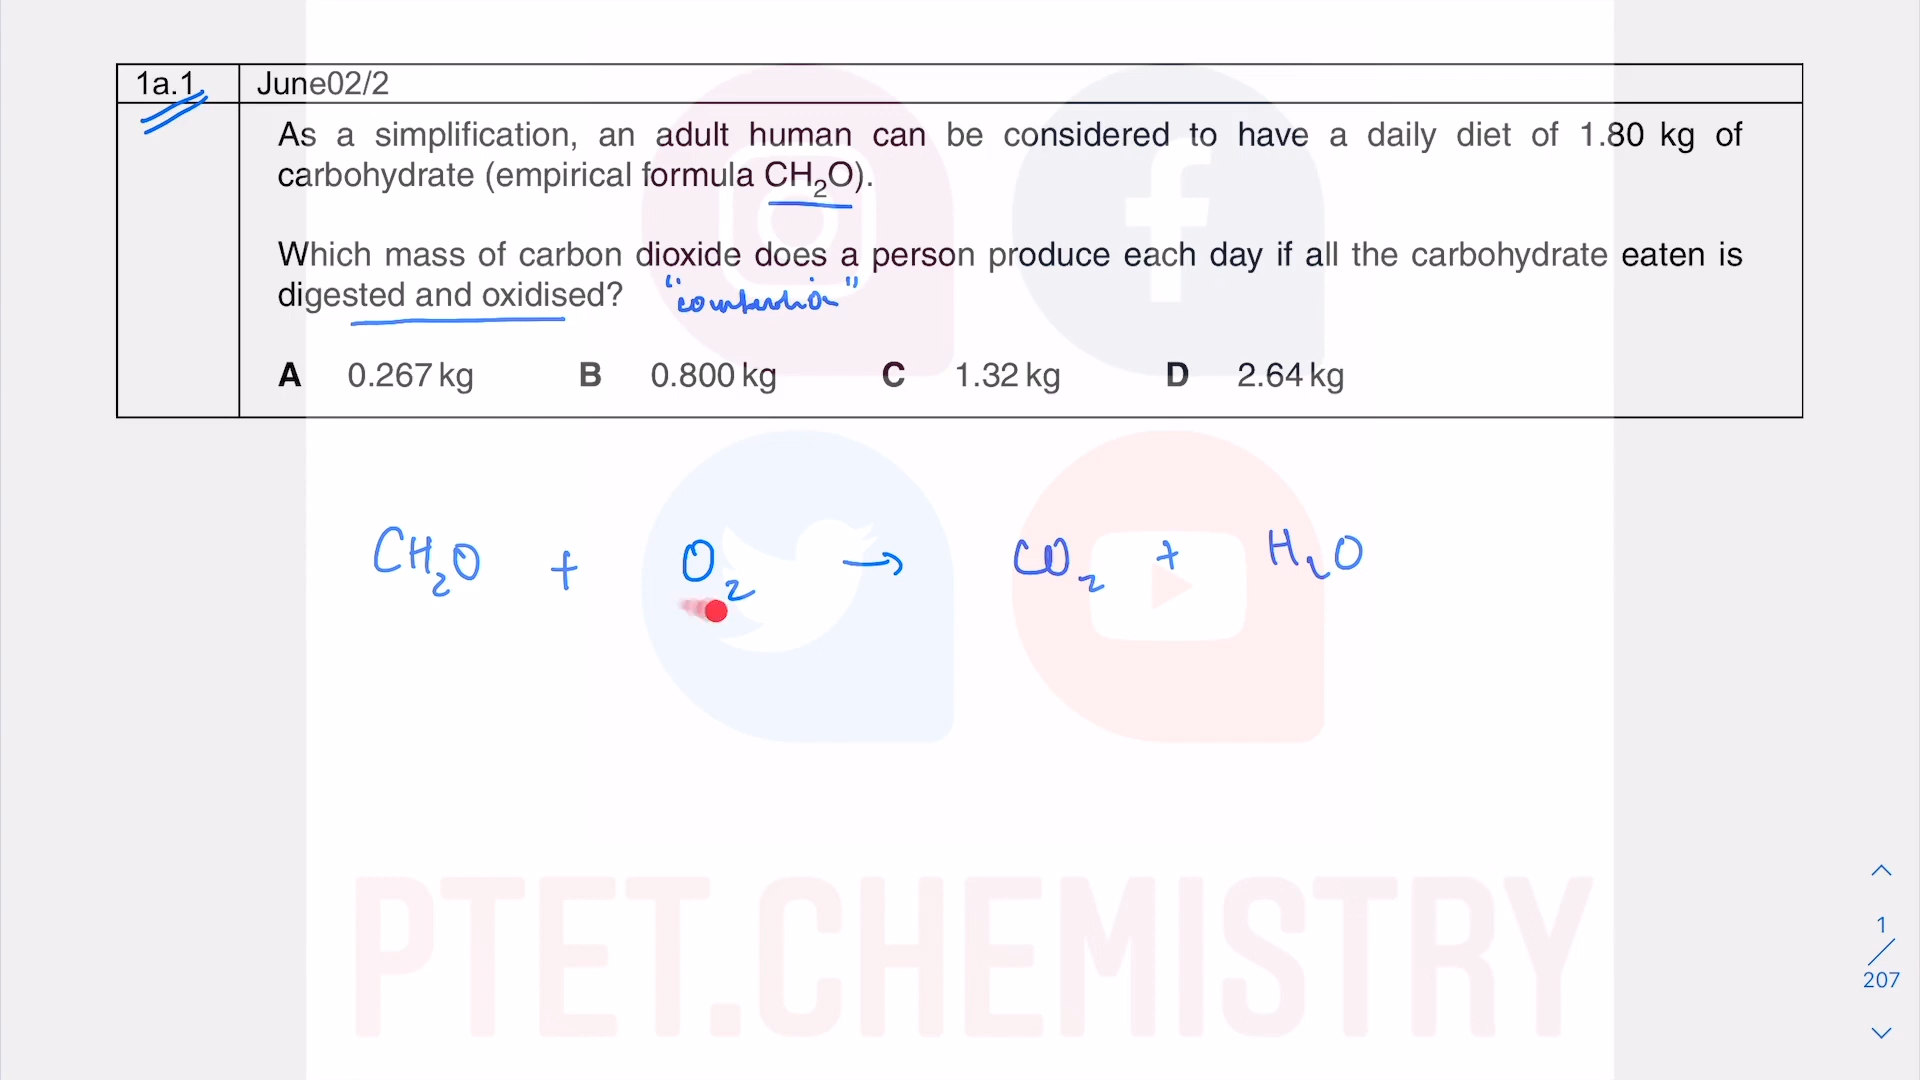 1a.1
June02/2
As a simplification, an adult human can be considered to have a daily diet of 1.80 kg of
carbohydrate (empirical formula CH₂O).
Which mass of carbon dioxide does a person produce each day if all the carbohydrate eaten is
digested and oxidised?
A 0.267 kg B 0.800 kg C 1.32 kg D 2.64 kg
CH₂O + O₂ → CO₂ + H₂O
PTET.CHEMISTRY
1
/
207